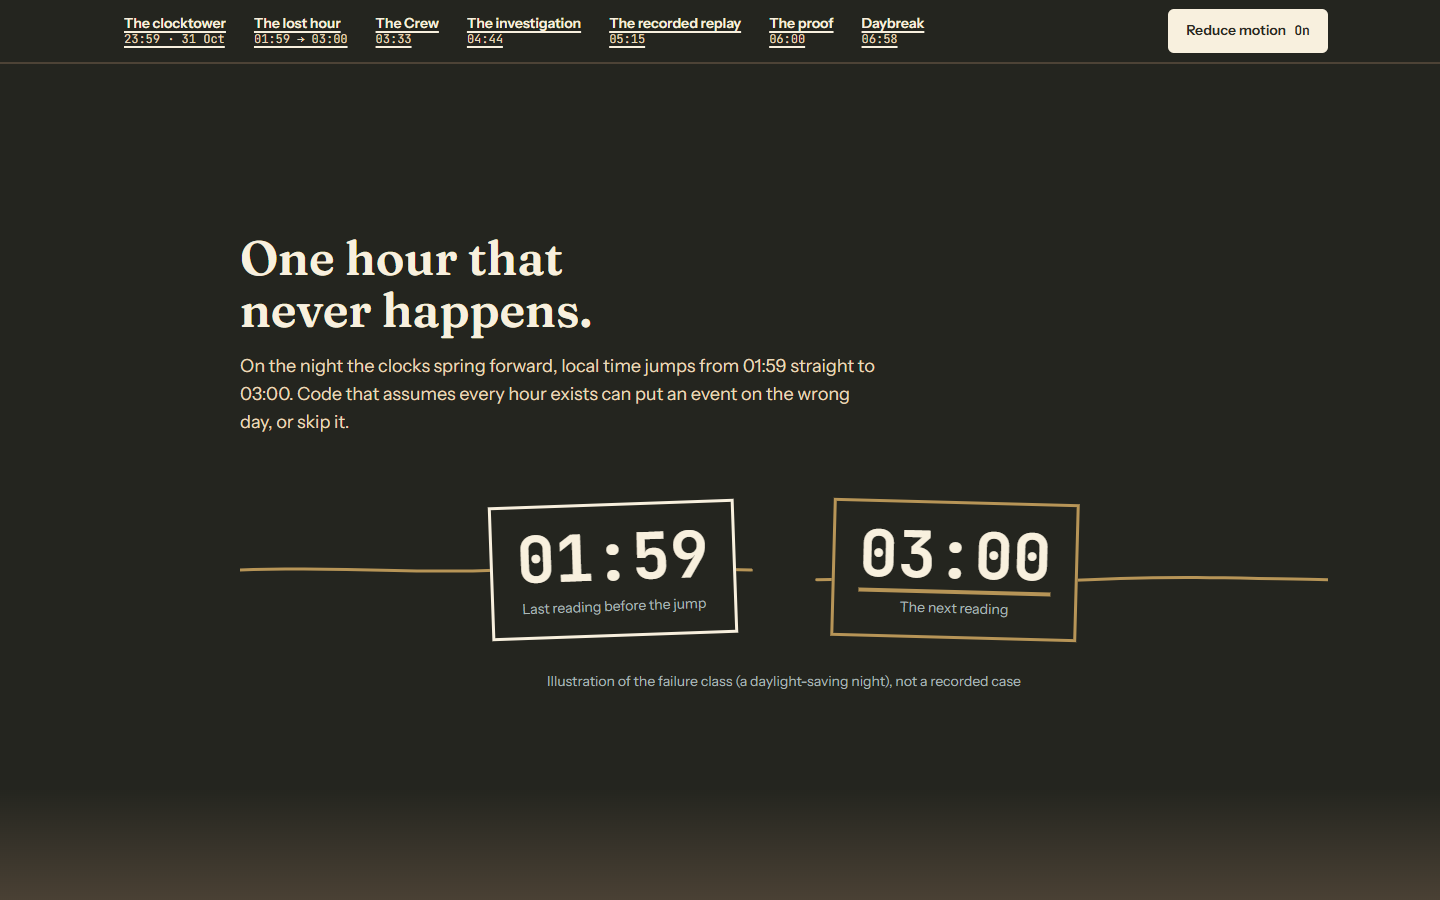 The clocktower
23:59 · 31 Oct
The lost hour
01:59 → 03:00
The Crew
03:33
The investigation
04:44
The recorded replay
05:15
The proof
06:00
Daybreak
06:58
Reduce motion On
One hour that
never happens.
On the night the clocks spring forward, local time jumps from 01:59 straight to
03:00. Code that assumes every hour exists can put an event on the wrong
day, or skip it.
01:59
Last reading before the jump
03:00
The next reading
Illustration of the failure class (a daylight-saving night), not a recorded case